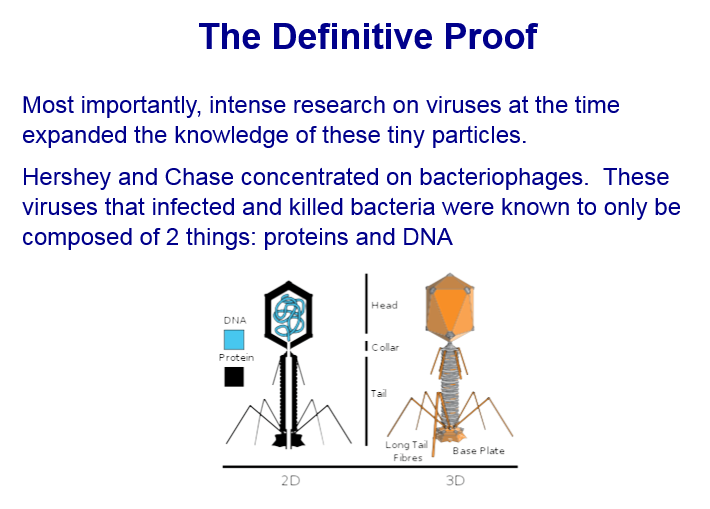 The Definitive Proof
Most importantly, intense research on viruses at the time
expanded the knowledge of these tiny particles.
Hershey and Chase concentrated on bacteriophages.  These
viruses that infected and killed bacteria were known to only be
composed of 2 things: proteins and DNA
DNA
Protein
Head
Collar
Tail
Long Tail
Fibres
Base Plate
2D
3D